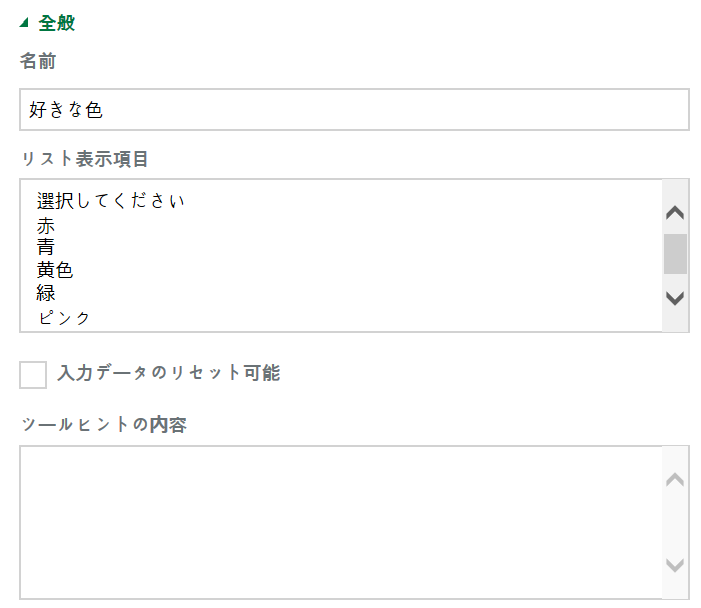 全般
名前
好きな色
リスト表示項目
選択してください
赤
青
黄色
緑
ピンク
入力データのリセット可能
ツールヒントの内容